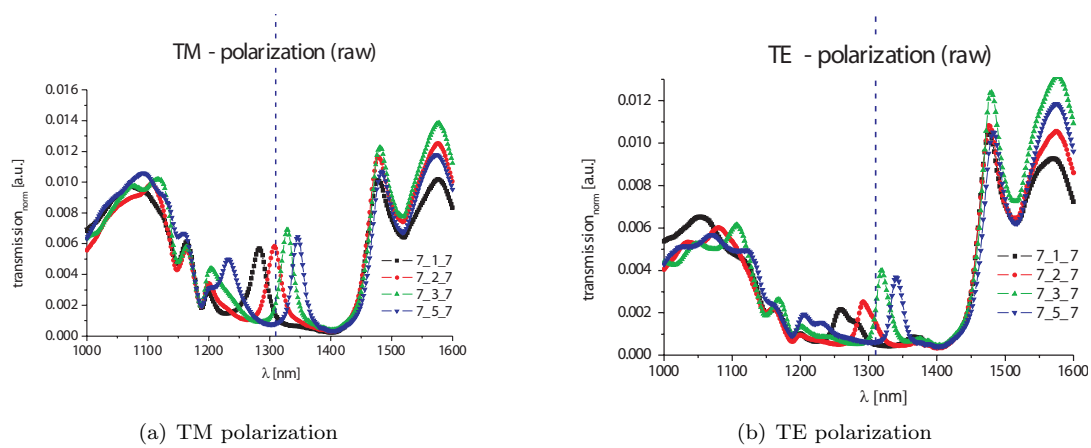 TM - polarization (raw)
0.016
0.014
0.012
0.010
0.008
0.006
0.004
0.002
0.000
transmission_norm [a.u.]
7_1_7
7_2_7
7_3_7
7_5_7
1000 1100 1200 1300 1400 1500 1600
λ [nm]
(a) TM polarization
TE - polarization (raw)
0.012
0.010
0.008
0.006
0.004
0.002
0.000
transmission_norm [a.u.]
7_1_7
7_2_7
7_3_7
7_5_7
1000 1100 1200 1300 1400 1500 1600
λ [nm]
(b) TE polarization